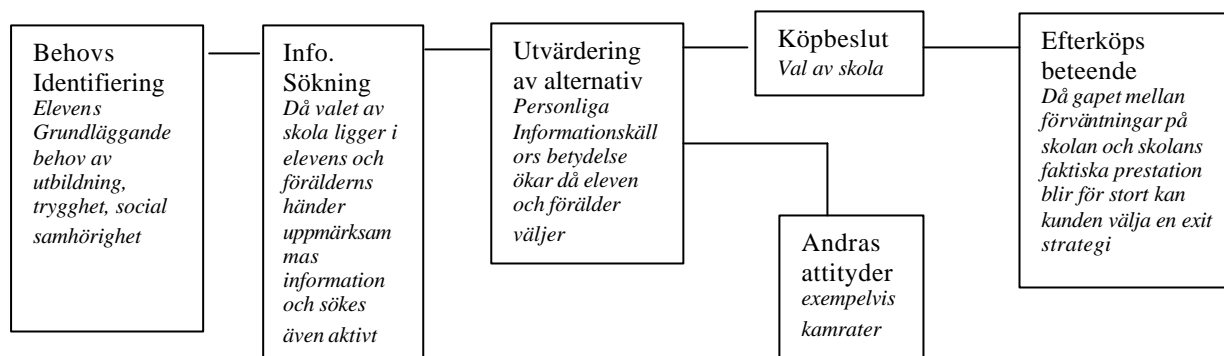 Behovs
Identifiering
Elevens
Grundläggande
behov av
utbildning,
trygghet, social
samhörighet
Info.
Sökning
Då valet av
skola ligger i
elevens och
förälderns
händer
uppmärksam
mas
information
och sökes
även aktivt
Utvärdering
av alternativ
Personliga
Informationskäll
ors betydelse
ökar då eleven
och förälder
väljer
Köpbeslut
Val av skola
Andras
attityder
exempelvis
kamrater
Efterköps
beteende
Då gapet mellan
förväntningar på
skolan och skolans
faktiska prestation
blir för stort kan
kunden välja en exit
strategi